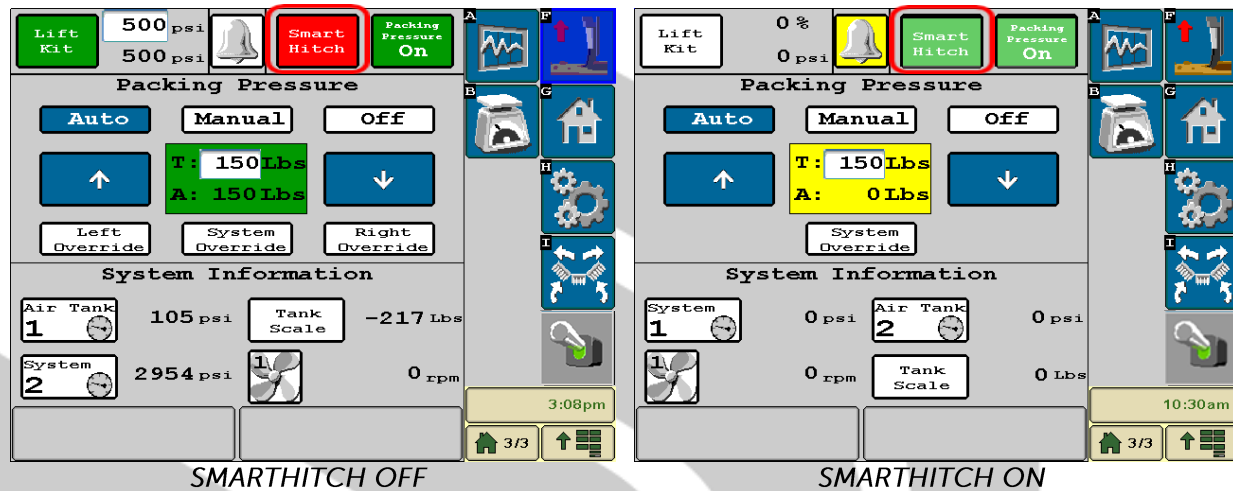 Lift
Kit
500 psi
500 psi
Smart
Hitch
Packing
Pressure
On
Packing Pressure
Auto
Manual
Off
T: 150 Lbs
A: 150 Lbs
Left
Override
System
Override
Right
Override
System Information
Air Tank
1
105 psi
Tank
Scale
-217 Lbs
System
2
2954 psi
1
0 rpm
A
B
F
G
H
I
3:08pm
3/3
SMARTHITCH OFF
Lift
Kit
0 %
0 psi
Smart
Hitch
Packing
Pressure
On
Packing Pressure
Auto
Manual
Off
T: 150 Lbs
A: 0 Lbs
System
Override
System Information
System
1
0 psi
Air Tank
2
0 psi
1
0 rpm
Tank
Scale
0 Lbs
A
B
F
G
H
I
10:30am
3/3
SMARTHITCH ON